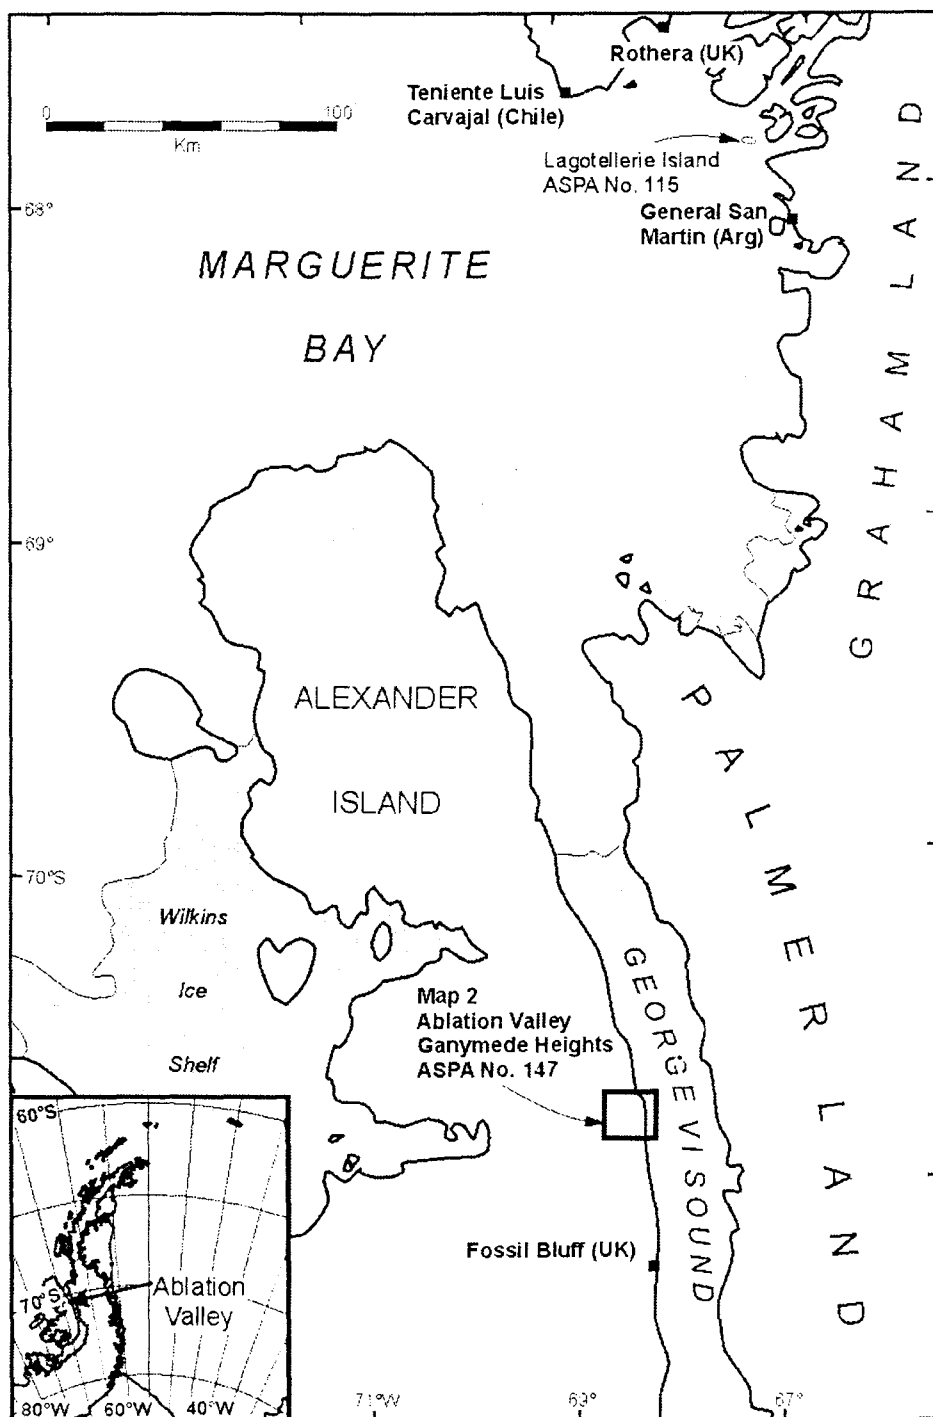 Rothera (UK)
Teniente Luis
Carvajal (Chile)
0 100
Km
Lagotellerie Island
ASPA No. 115
68°
General San
Martin (Arg)
MARGUERITE
BAY
GRAHAM LAND
69°
ALEXANDER
ISLAND
PALMER LAND
70°S
Wilkins
Ice
Shelf
GEORGE VI SOUND
Map 2
Ablation Valley
Ganymede Heights
ASPA No. 147
Fossil Bluff (UK)
60°S
70°S
Ablation
Valley
80°W 60°W 40°W
71°W 69° 67°